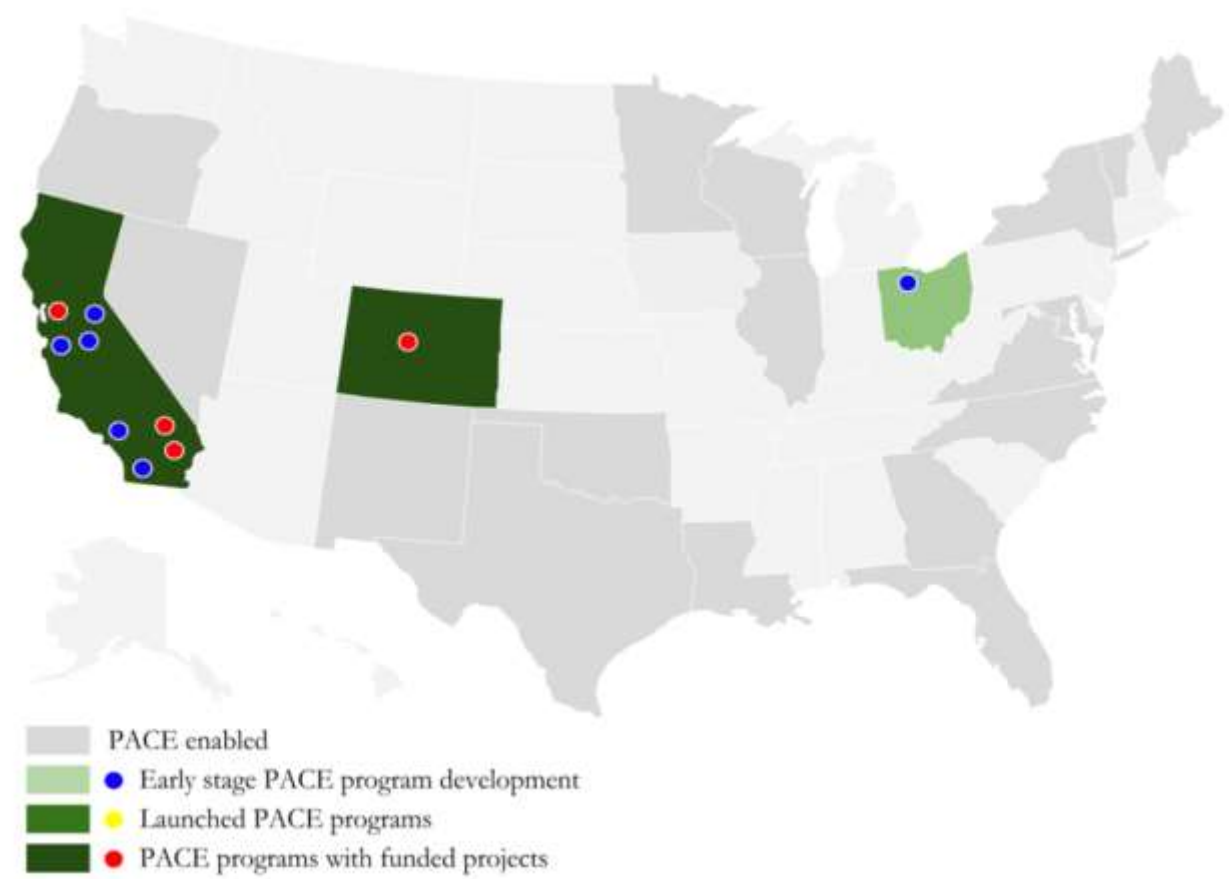 PACE enabled
Early stage PACE program development
Launched PACE programs
PACE programs with funded projects